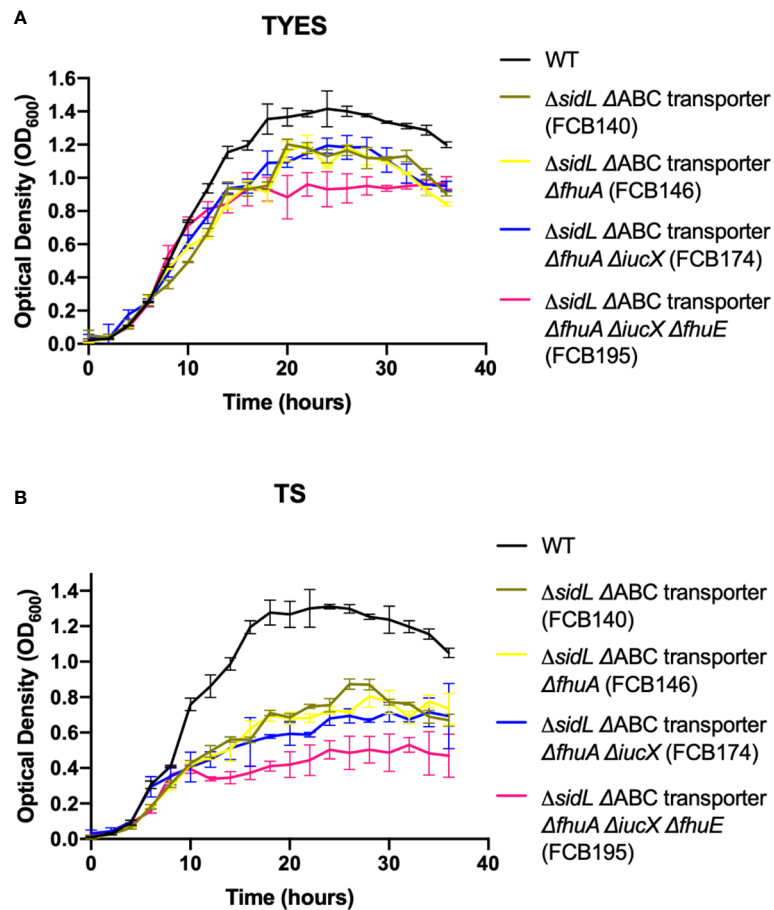 A
TYES
Optical Density (OD600)
1.6
1.4
1.2
1.0
0.8
0.6
0.4
0.2
0.0
0 10 20 30 40
Time (hours)
WT
ΔsidL ΔABC transporter
(FCB140)
ΔsidL ΔABC transporter
ΔfhuA (FCB146)
ΔsidL ΔABC transporter
ΔfhuA ΔiucX (FCB174)
ΔsidL ΔABC transporter
ΔfhuA ΔiucX ΔfhuE
(FCB195)
B
TS
Optical Density (OD600)
1.4
1.2
1.0
0.8
0.6
0.4
0.2
0.0
0 10 20 30 40
Time (hours)
WT
ΔsidL ΔABC transporter
(FCB140)
ΔsidL ΔABC transporter
ΔfhuA (FCB146)
ΔsidL ΔABC transporter
ΔfhuA ΔiucX (FCB174)
ΔsidL ΔABC transporter
ΔfhuA ΔiucX ΔfhuE
(FCB195)